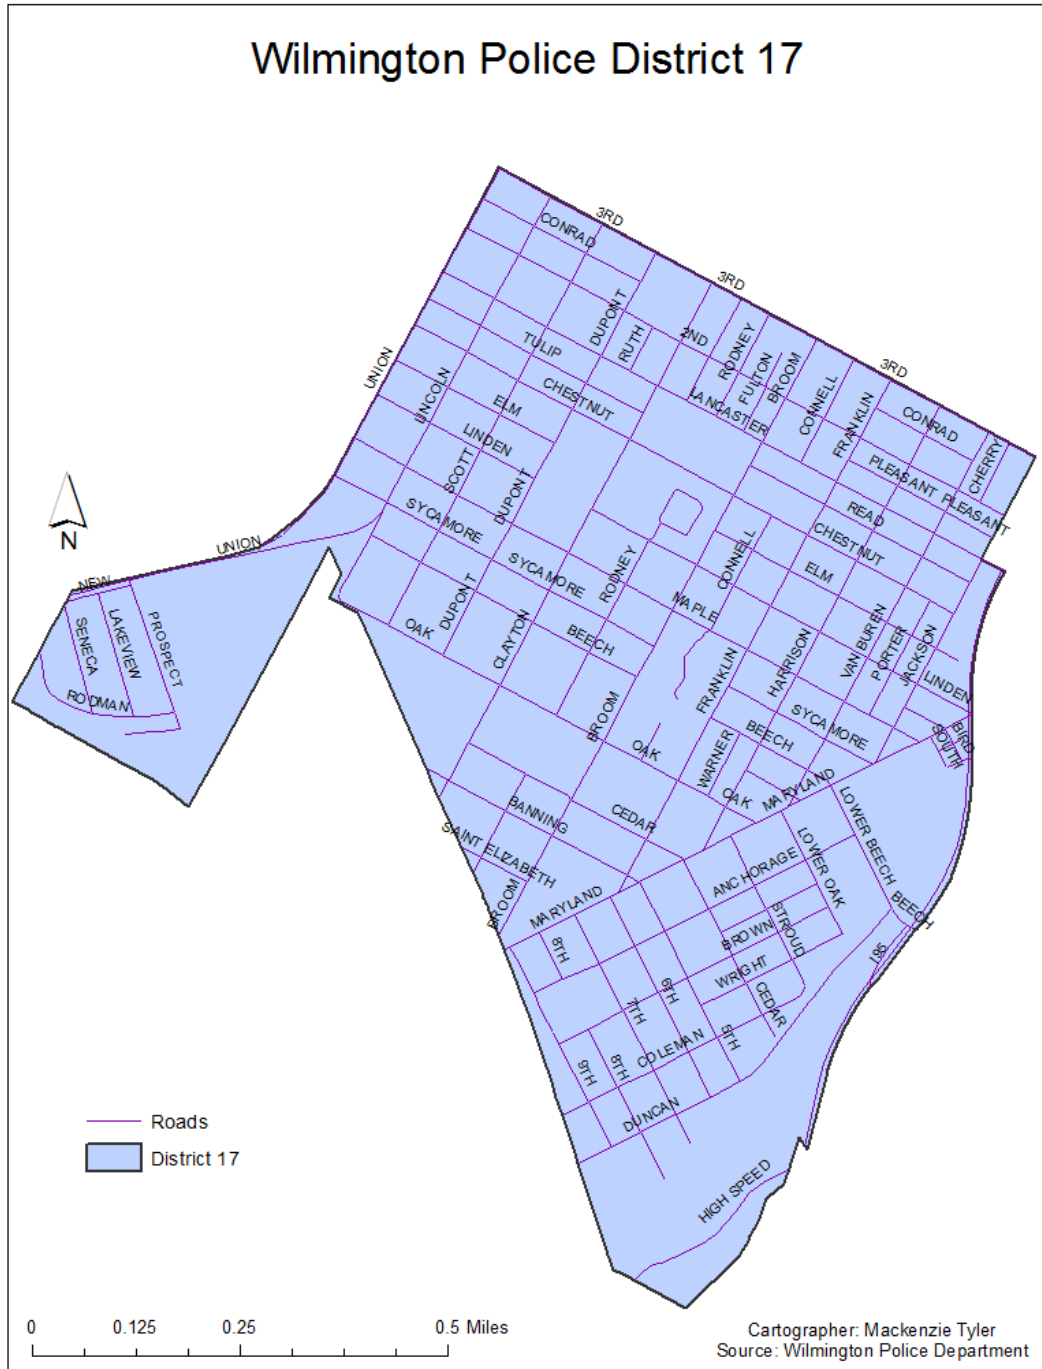 Wilmington Police District 17
3RD
CONRAD
3RD
DUPONT
RUTH
2ND
RODNEY
FULTON
BROOM
3RD
UNION
TULIP
CHESTNUT
LINCOLN
LANCASTER
CONNELL
FRANKLIN
CONRAD
CHERRY
ELM
LINDEN
SCOTT
DUPONT
PLEASANT
PLEASANT
READ
CHESTNUT
SYCAMORE
SYCAMORE
RODNEY
CONNELL
ELM
N
UNION
NEW
SENECA
LAKEVIEW
PROSPECT
RODMAN
OAK
DUPONT
CLAYTON
BEECH
MAPLE
FRANKLIN
HARRISON
VAN BUREN
PORTER
JACKSON
LINDEN
BROOM
OAK
WARNER
BEECH
SYCAMORE
BIRD
SOUTH
OAK
MARYLAND
LOWER BEECH
BANNING
CEDAR
SAINT ELIZABETH
BROOM
MARYLAND
ANCHORAGE
LOWER OAK
BEECH
STROUD
BROWN
I95
8TH
WRIGHT
6TH
CEDAR
7TH
5TH
COLEMAN
8TH
9TH
DUNCAN
HIGH SPEED
Roads
District 17
0 0.125 0.25 0.5 Miles
Cartographer: Mackenzie Tyler
Source: Wilmington Police Department